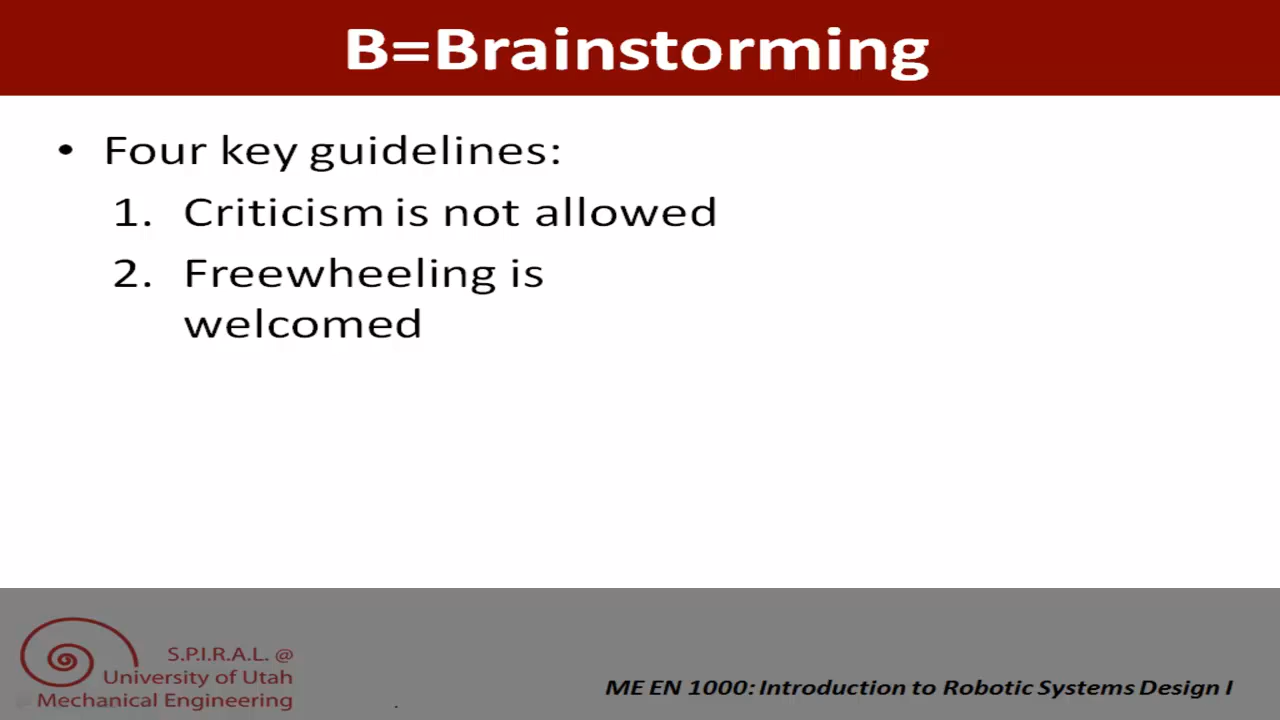 B=Brainstorming
• Four key guidelines:
1. Criticism is not allowed
2. Freewheeling is
welcomed
S.P.I.R.A.L. @
University of Utah
Mechanical Engineering
ME EN 1000: Introduction to Robotic Systems Design I